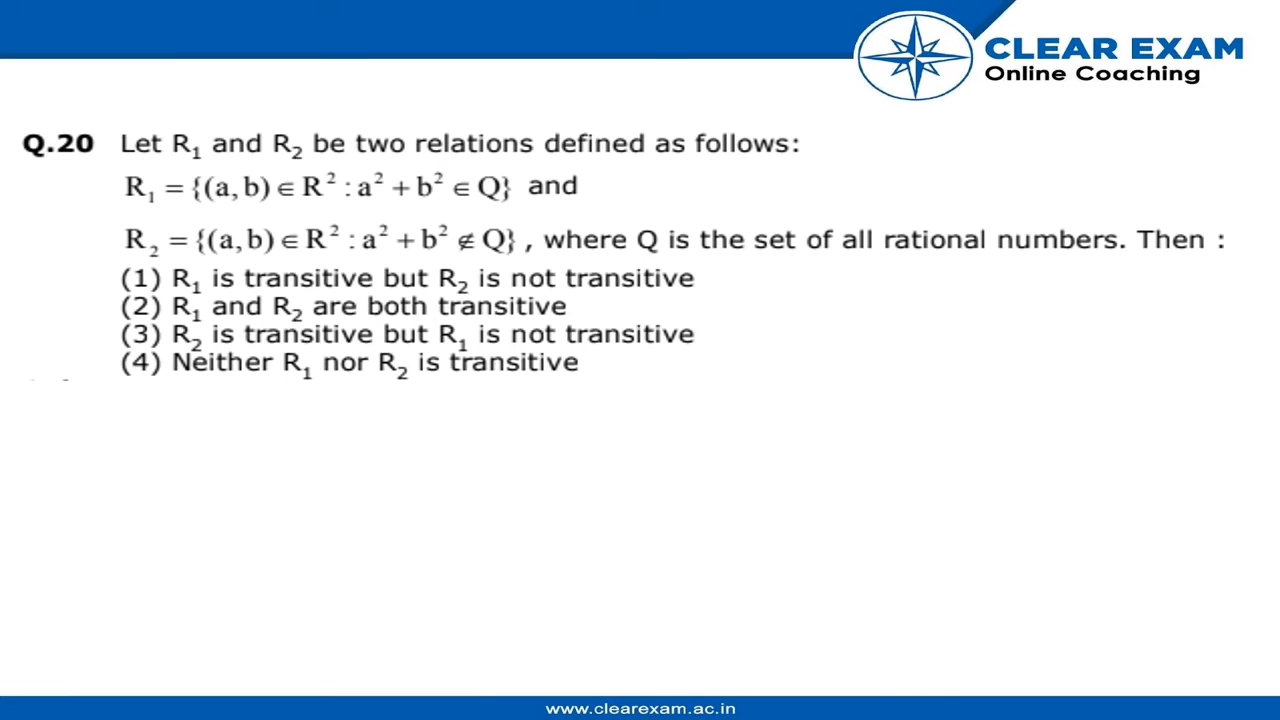 CLEAR EXAM
Online Coaching
Q.20 Let R₁ and R₂ be two relations defined as follows:
R₁ = {(a, b) ∈ R² : a² + b² ∈ Q} and
R₂ = {(a, b) ∈ R² : a² + b² ∉ Q} , where Q is the set of all rational numbers. Then :
(1) R₁ is transitive but R₂ is not transitive
(2) R₁ and R₂ are both transitive
(3) R₂ is transitive but R₁ is not transitive
(4) Neither R₁ nor R₂ is transitive
www.clearexam.ac.in